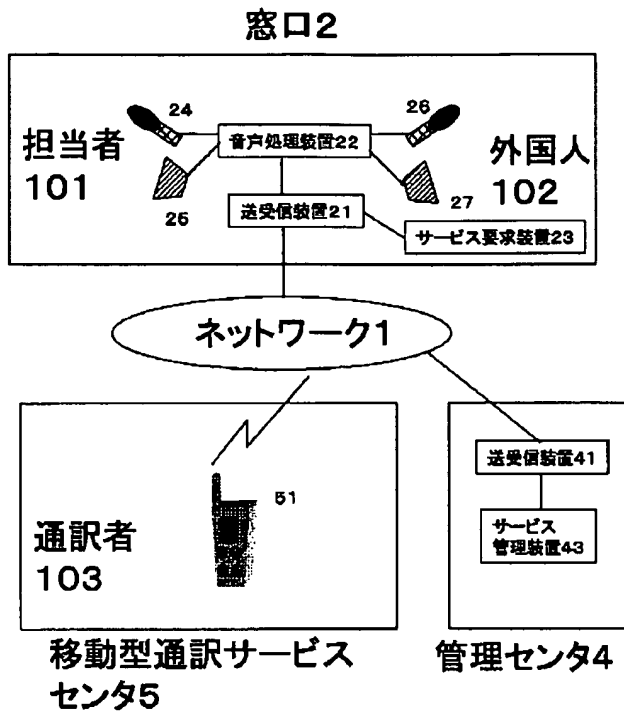 窓口2
24
26
担当者
101
音声処理装置22
外国人
102
25
送受信装置21
27
サービス要求装置23
ネットワーク1
51
通訳者
103
送受信装置41
サービス
管理装置43
移動型通訳サービス
センタ5
管理センタ4